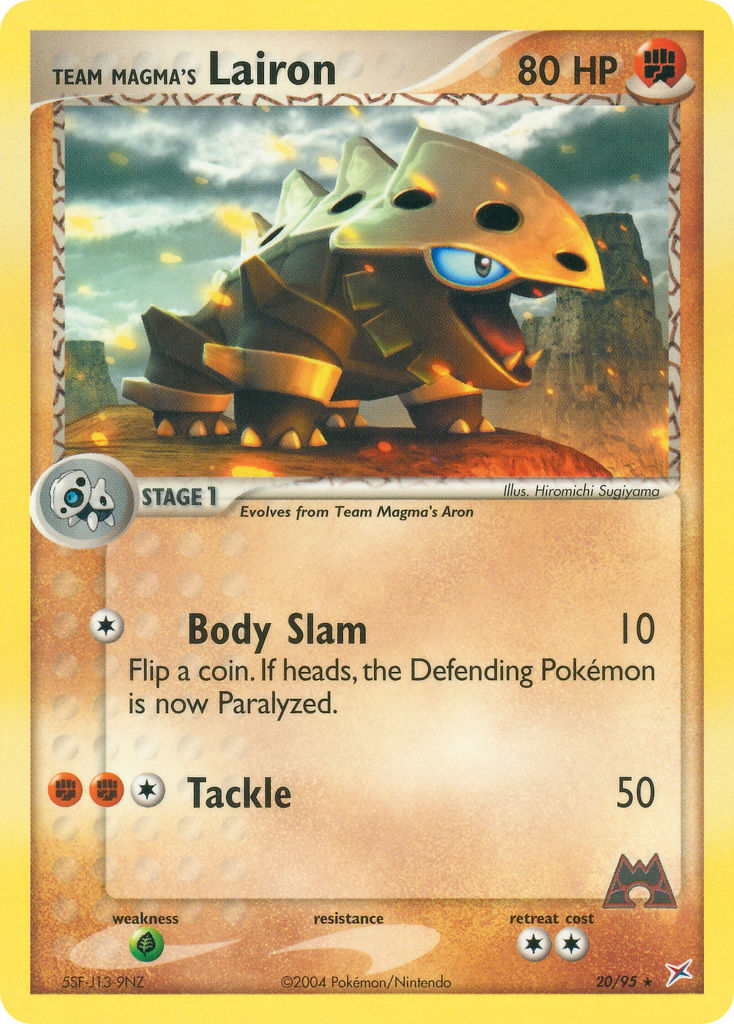 TEAM MAGMA'S Lairon 80 HP
STAGE 1
Illus. Hiromichi Sugiyama
Evolves from Team Magma's Aron
Body Slam 10
Flip a coin. If heads, the Defending Pokémon
is now Paralyzed.
Tackle 50
weakness resistance retreat cost
5SF-J13-9NZ ©2004 Pokémon/Nintendo 20/95 ★